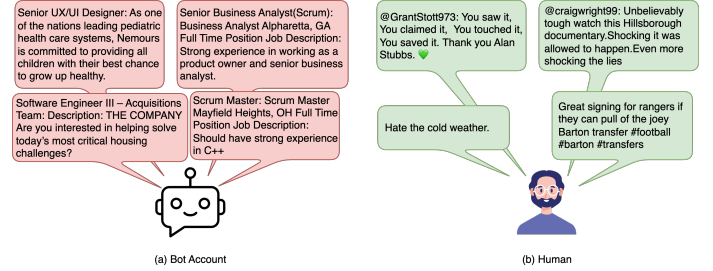 Senior UX/UI Designer: As one
of the nations leading pediatric
health care systems, Nemours
is committed to providing all
children with their best chance
to grow up healthy.
Senior Business Analyst(Scrum):
Business Analyst Alpharetta, GA
Full Time Position Job Description:
Strong experience in working as a
product owner and senior business
analyst.
Software Engineer III – Acquisitions
Team: Description: THE COMPANY
Are you interested in helping solve
today's most critical housing
challenges?
Scrum Master: Scrum Master
Mayfield Heights, OH Full Time
Position Job Description:
Should have strong experience
in C++
(a) Bot Account
@GrantStott973: You saw it,
You claimed it, You touched it,
You saved it. Thank you Alan
Stubbs. 💚
@craigwright99: Unbelievably
tough watch this Hillsborough
documentary.Shocking it was
allowed to happen.Even more
shocking the lies
Hate the cold weather.
Great signing for rangers if
they can pull of the joey
Barton transfer #football
#barton #transfers
(b) Human